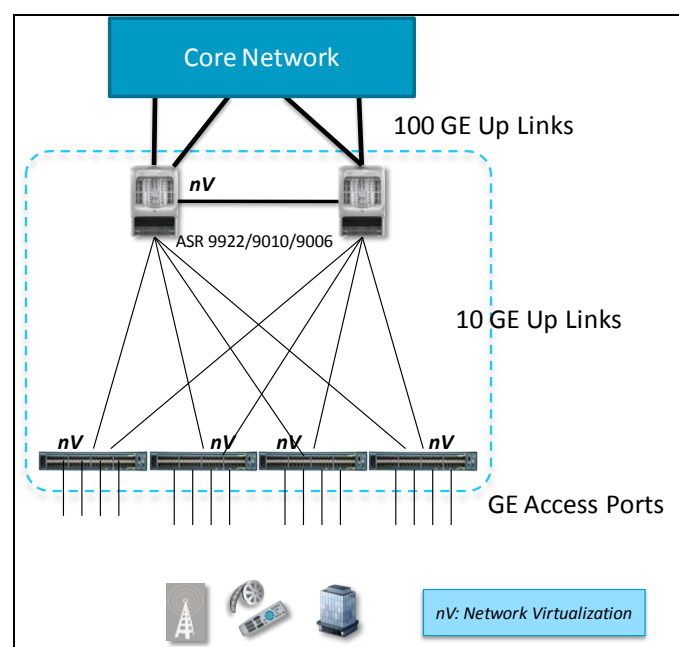 Core Network
100 GE Up Links
nV
ASR 9922/9010/9006
10 GE Up Links
nV
nV
nV
nV
GE Access Ports
nV: Network Virtualization